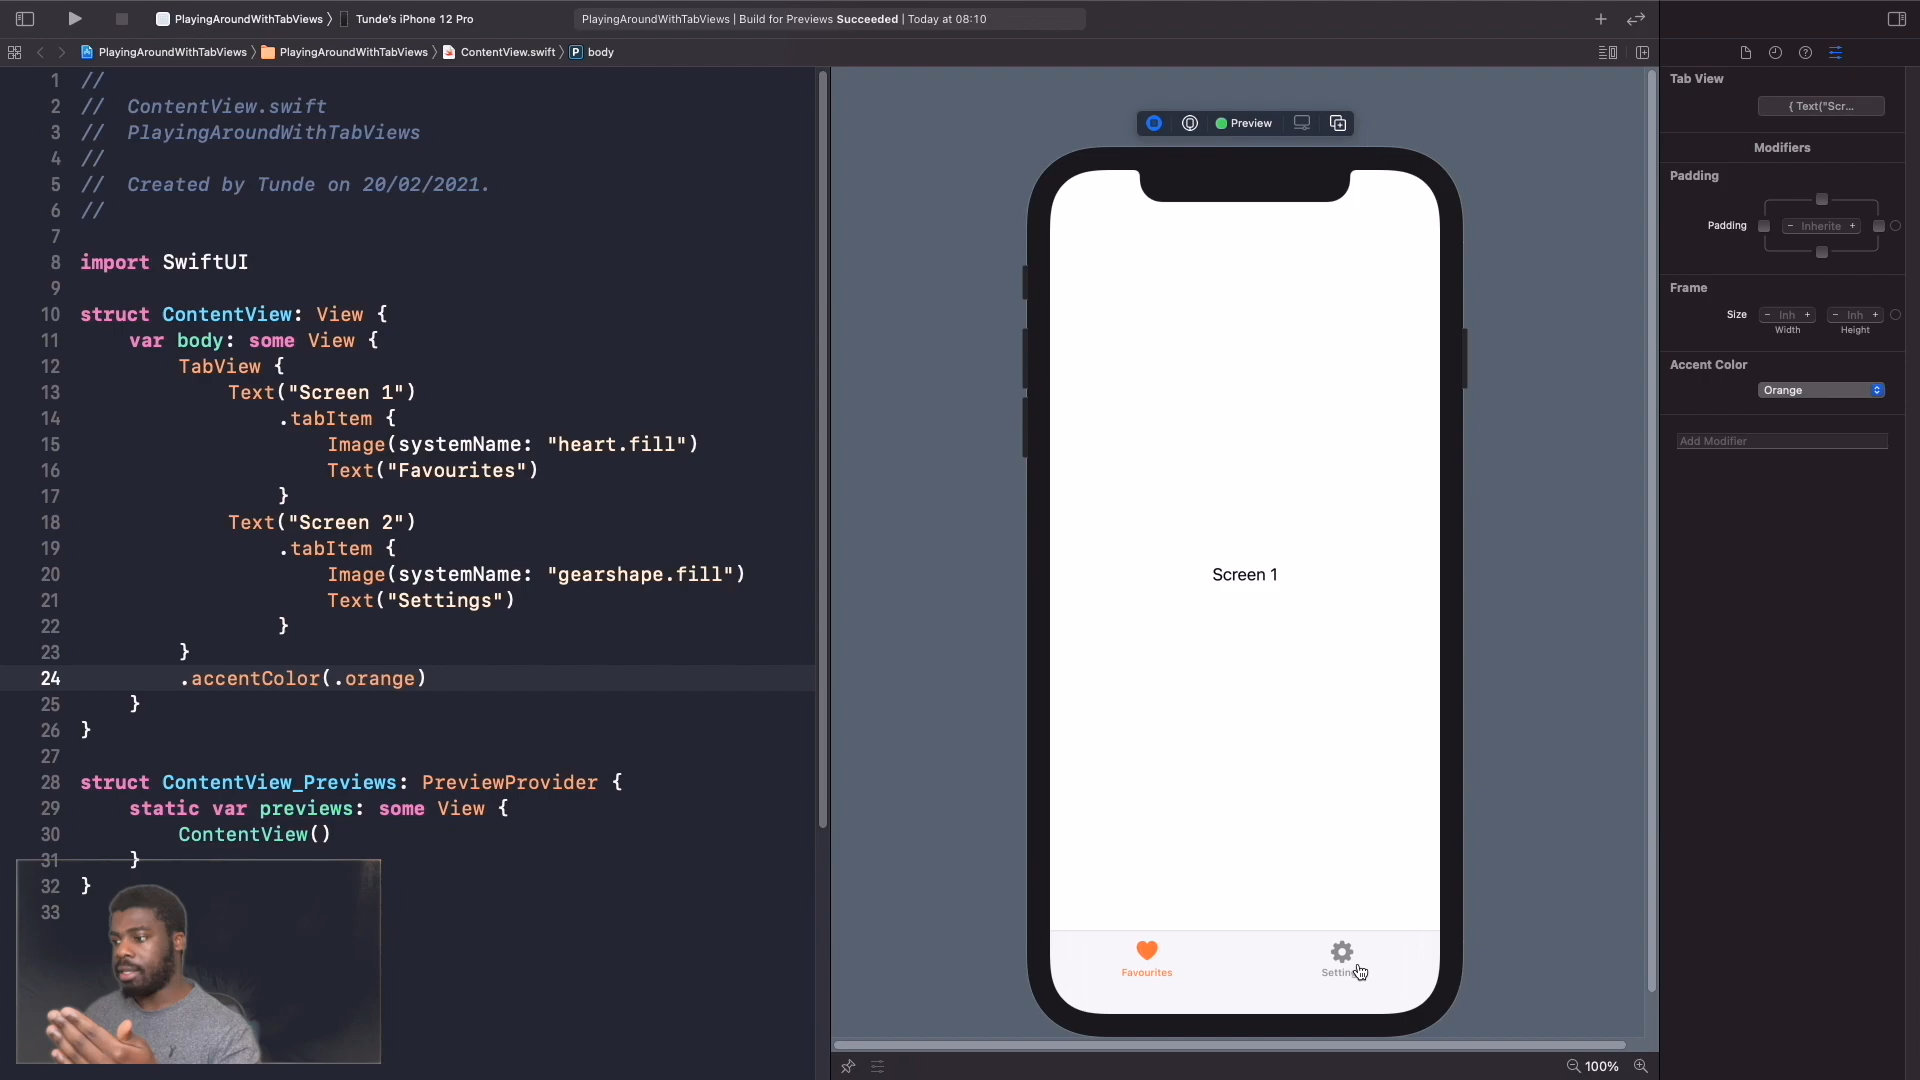 PlayingAroundWithTabViews 〉 Tunde's iPhone 12 Pro
PlayingAroundWithTabViews | Build for Previews Succeeded | Today at 08:10
PlayingAroundWithTabViews 〉 PlayingAroundWithTabViews 〉 ContentView.swift 〉 P body
1 //
2 //  ContentView.swift
3 //  PlayingAroundWithTabViews
4 //
5 //  Created by Tunde on 20/02/2021.
6 //
7
8 import SwiftUI
9
10 struct ContentView: View {
11     var body: some View {
12         TabView {
13             Text("Screen 1")
14                 .tabItem {
15                     Image(systemName: "heart.fill")
16                     Text("Favourites")
17                 }
18             Text("Screen 2")
19                 .tabItem {
20                     Image(systemName: "gearshape.fill")
21                     Text("Settings")
22                 }
23         }
24         .accentColor(.orange)
25     }
26 }
27
28 struct ContentView_Previews: PreviewProvider {
29     static var previews: some View {
30         ContentView()
31     }
32 }
33
Preview
Screen 1
Favourites
100%
Tab View
{ Text("Scr...
Modifiers
Padding
Padding − Inherite +
Frame
Size − Inh + − Inh +
Width Height
Accent Color
Orange
Add Modifier